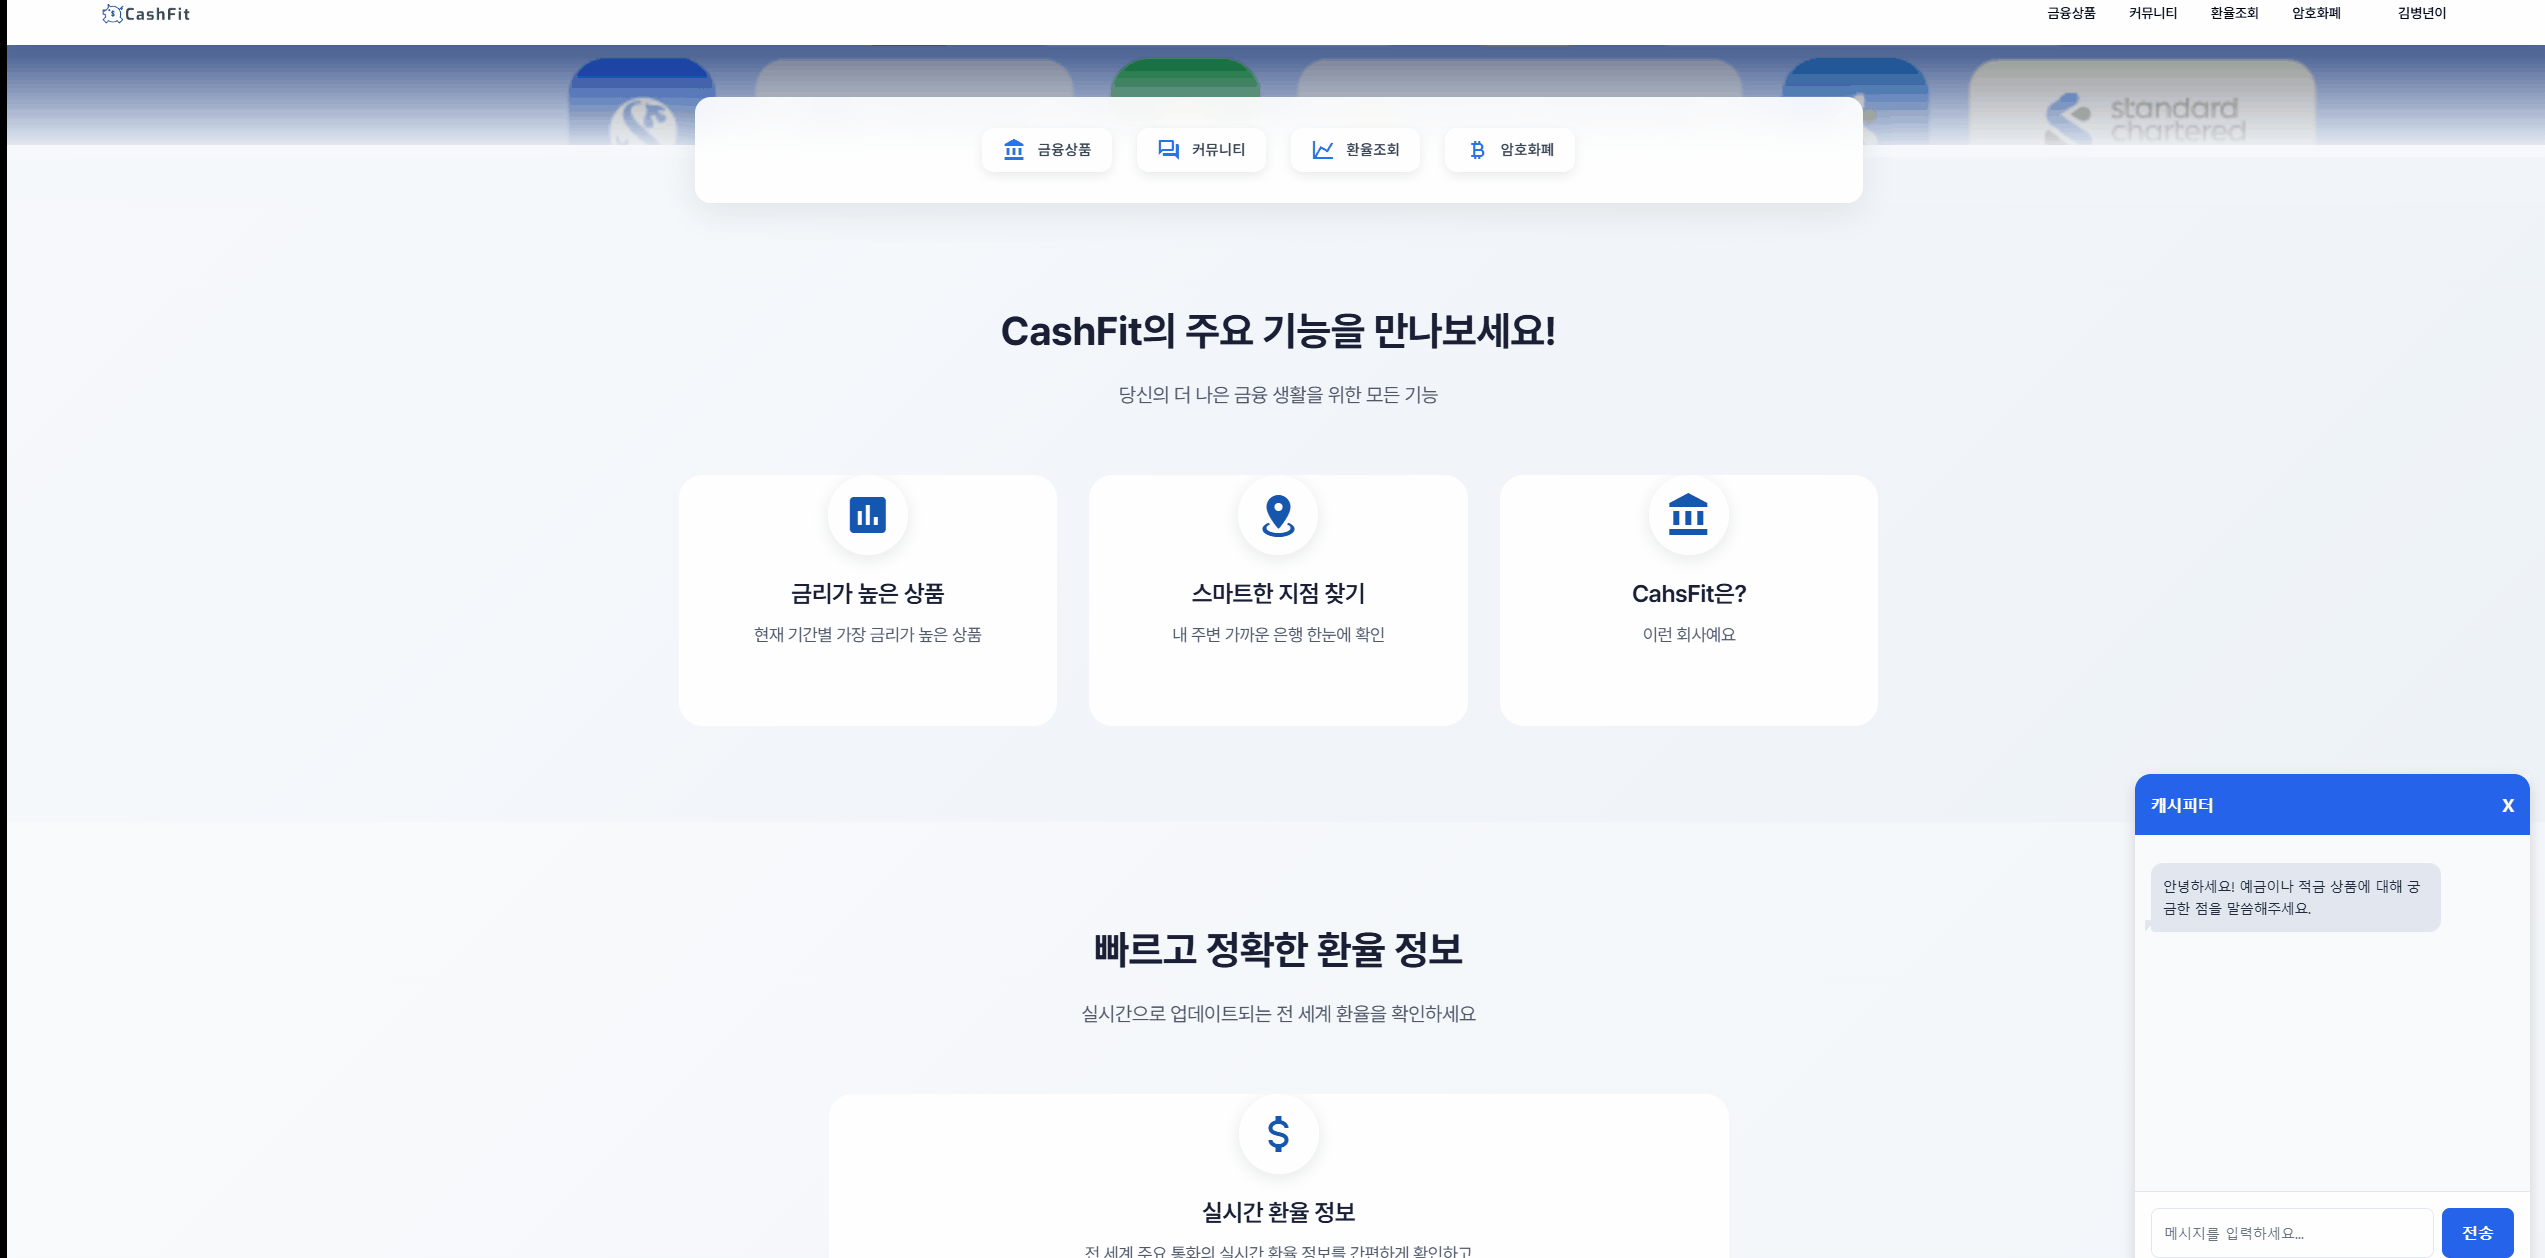 CashFit
금융상품 커뮤니티 환율조회 암호화폐 김병년이
standard
chartered
금융상품 커뮤니티 환율조회 암호화폐
CashFit의 주요 기능을 만나보세요!
당신의 더 나은 금융 생활을 위한 모든 기능
금리가 높은 상품
현재 기간별 가장 금리가 높은 상품
스마트한 지점 찾기
내 주변 가까운 은행 한눈에 확인
CahsFit은?
이런 회사예요
빠르고 정확한 환율 정보
실시간으로 업데이트되는 전 세계 환율을 확인하세요
실시간 환율 정보
전 세계 주요 통화의 실시간 환율 정보를 간편하게 확인하고
캐시피터 X
안녕하세요! 예금이나 적금 상품에 대해 궁
금한 점을 말씀해주세요.
메시지를 입력하세요...
전송